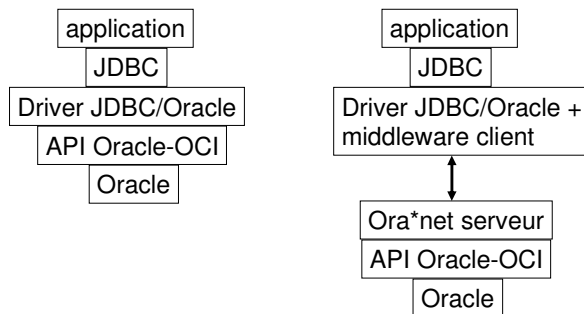 application
JDBC
Driver JDBC/Oracle
API Oracle-OCI
Oracle
application
JDBC
Driver JDBC/Oracle +
middleware client
Ora*net serveur
API Oracle-OCI
Oracle